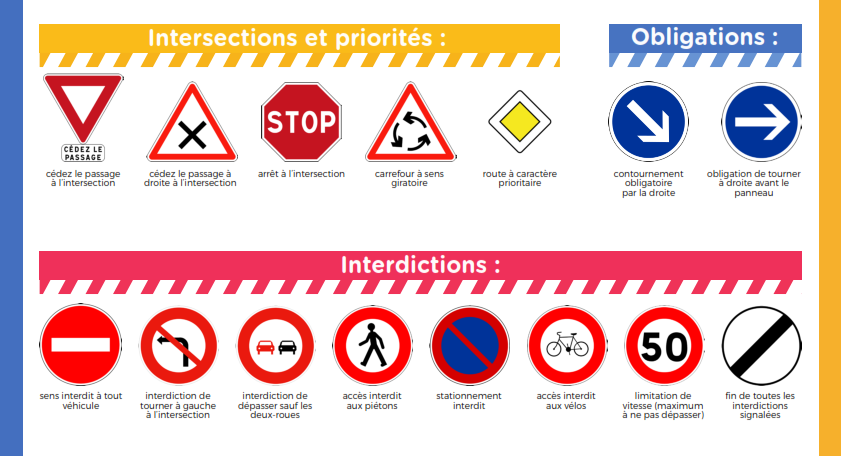 Intersections et priorités :
Obligations :
CÉDEZ LE
PASSAGE
STOP
cédez le passage
à l'intersection
cédez le passage à
droite à l'intersection
arrêt à l'intersection
carrefour à sens
giratoire
route à caractère
prioritaire
contournement
obligatoire
par la droite
obligation de tourner
à droite avant le
panneau
Interdictions :
50
sens interdit à tout
véhicule
interdiction de
tourner à gauche
à l'intersection
interdiction de
dépasser sauf les
deux-roues
accès interdit
aux piétons
stationnement
interdit
accès interdit
aux vélos
limitation de
vitesse (maximum
à ne pas dépasser)
fin de toutes les
interdictions
signalées